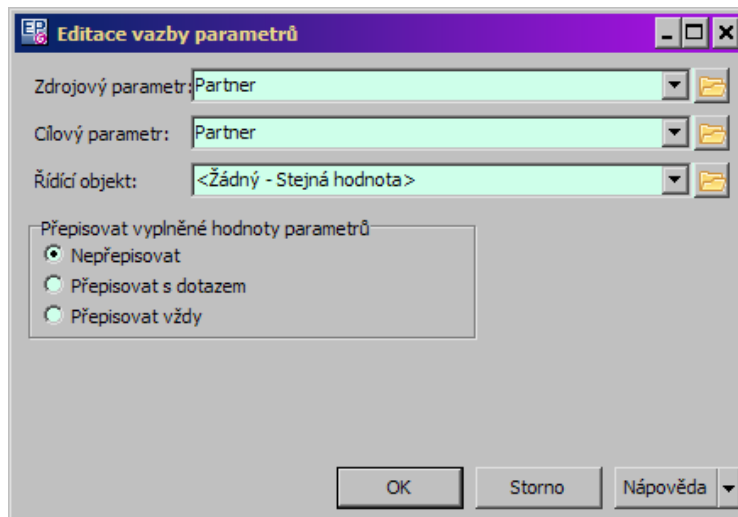 Editace vazby parametrů
Zdrojový parametr: Partner
Cílový parametr: Partner
Řídící objekt: <Žádný - Stejná hodnota>
Přepisovat vyplněné hodnoty parametrů
Nepřepisovat
Přepisovat s dotazem
Přepisovat vždy
OK Storno Nápověda